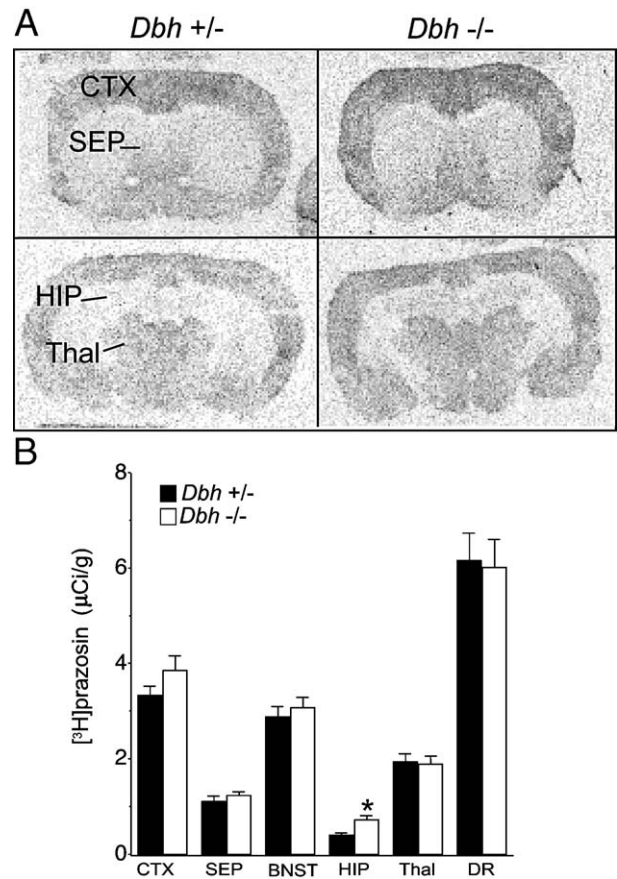 A
Dbh +/-
Dbh -/-
CTX
SEP
HIP
Thal
B
8
6
4
2
0
[³H]prazosin (µCi/g)
Dbh +/-
Dbh -/-
*
CTX SEP BNST HIP Thal DR